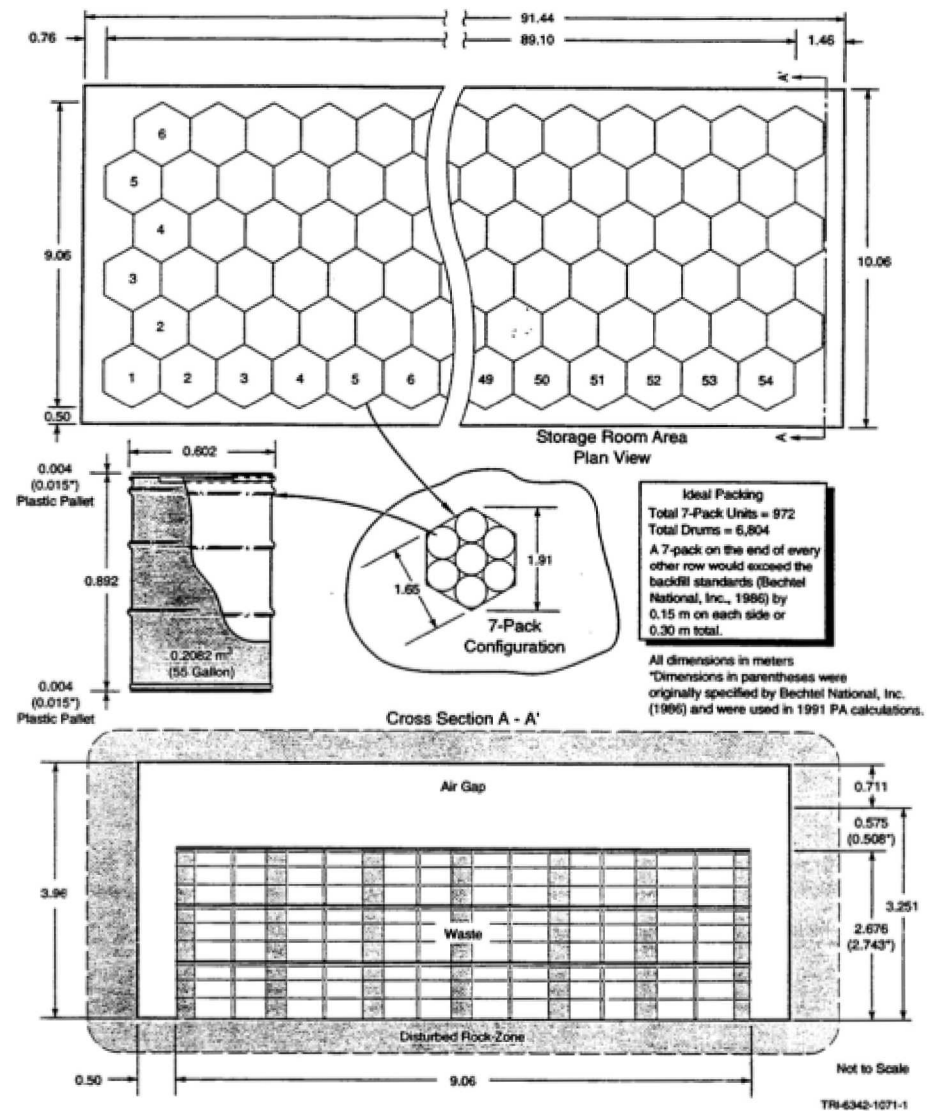 91.44
0.76
89.10
1.46
A'
6
5
4
9.06
3
10.06
2
1
2
3
4
5
6
49
50
51
52
53
54
0.50
A
Storage Room Area
Plan View
0.602
0.004
(0.015*)
Plastic Pallet
0.892
0.2082 m³
(55 Gallon)
0.004
(0.015*)
Plastic Pallet
1.65
1.91
7-Pack
Configuration
Ideal Packing
Total 7-Pack Units = 972
Total Drums = 6,804
A 7-pack on the end of every
other row would exceed the
backfill standards (Bechtel
National, Inc., 1986) by
0.15 m on each side or
0.30 m total.
All dimensions in meters
*Dimensions in parentheses were
originally specified by Bechtel National, Inc.
(1986) and were used in 1991 PA calculations.
Cross Section A - A'
Air Gap
0.711
0.575
(0.508*)
3.96
3.251
2.676
(2.743*)
Waste
Disturbed Rock-Zone
0.50
9.06
Not to Scale
TRI-6342-1071-1